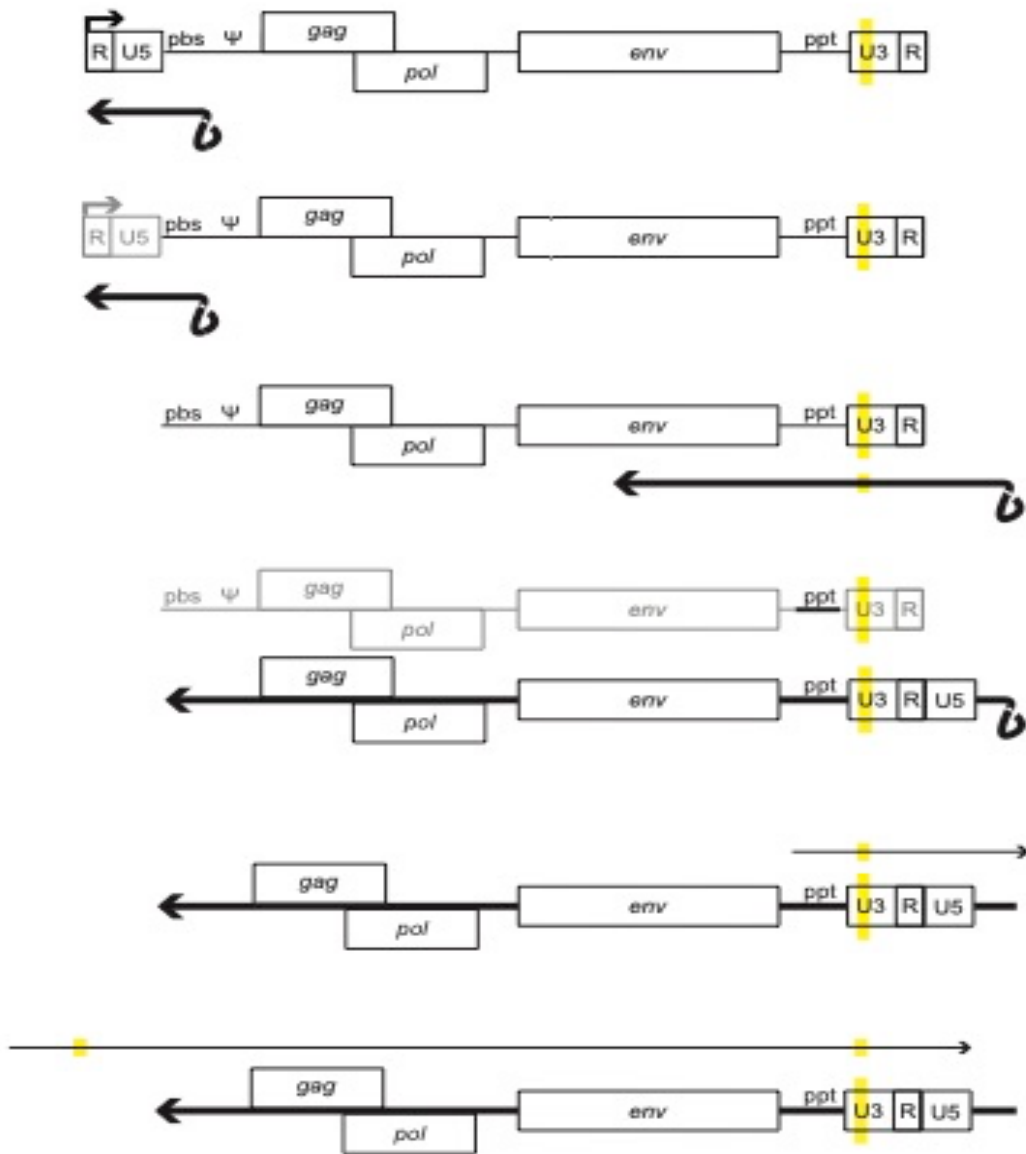 R U5 pbs Ψ gag pol env ppt U3 R
R U5 pbs Ψ gag pol env ppt U3 R
pbs Ψ gag pol env ppt U3 R
pbs Ψ gag pol env ppt U3 R
gag pol env ppt U3 R U5
gag pol env ppt U3 R U5
gag pol env ppt U3 R U5